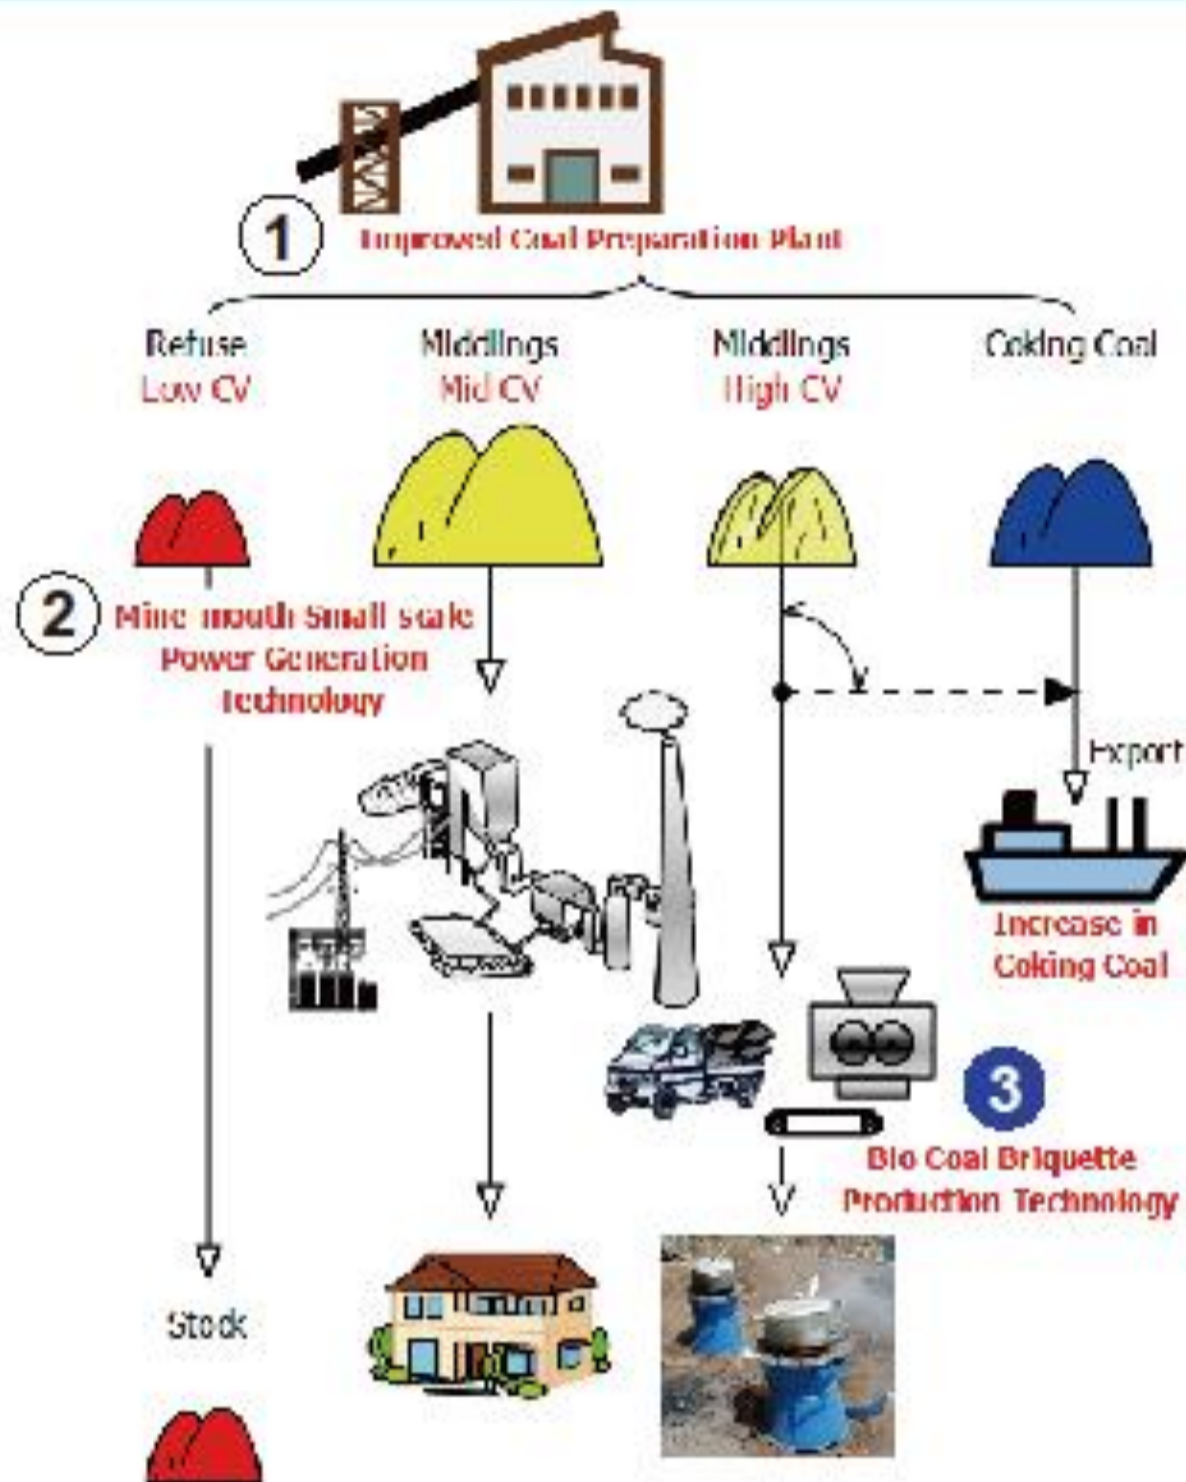 1
Improved Coal Preparation Plant
Refuse
Low CV
Middlings
Mid CV
Middlings
High CV
Coking Coal
2
Mine-mouth Small scale
Power Generation
Technology
Export
Increase in
Coking Coal
3
Bio Coal Briquette
Production Technology
Stock